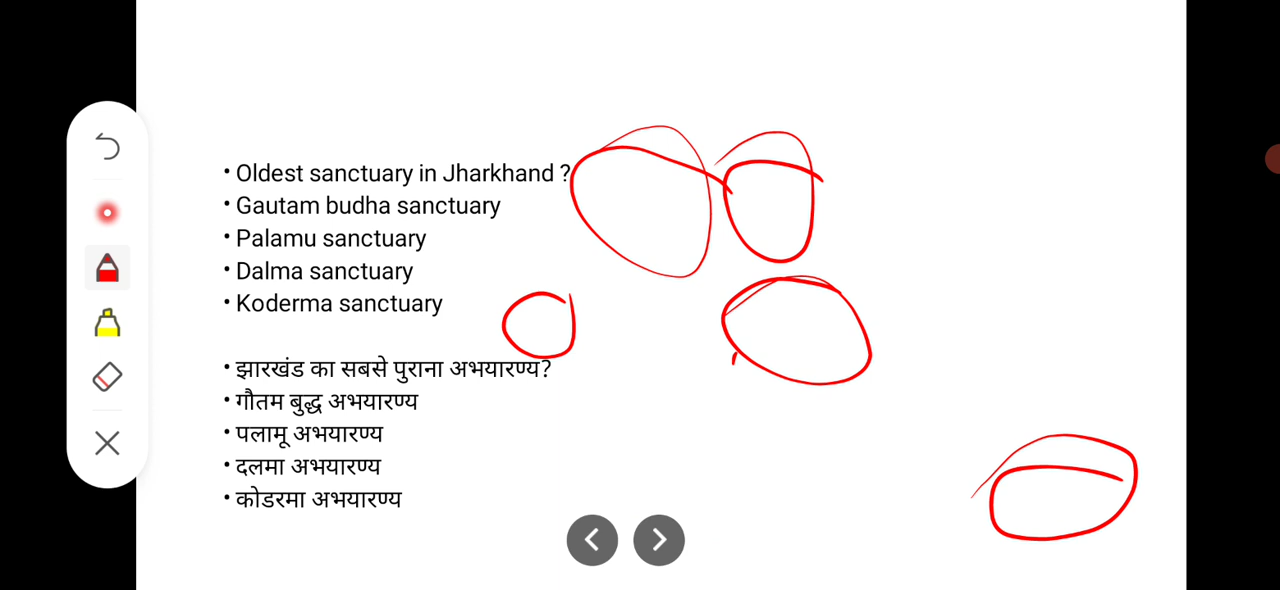 • Oldest sanctuary in Jharkhand ?
• Gautam budha sanctuary
• Palamu sanctuary
• Dalma sanctuary
• Koderma sanctuary
• झारखंड का सबसे पुराना अभयारण्य?
• गौतम बुद्ध अभयारण्य
• पलामू अभयारण्य
• दलमा अभयारण्य
• कोडरमा अभयारण्य